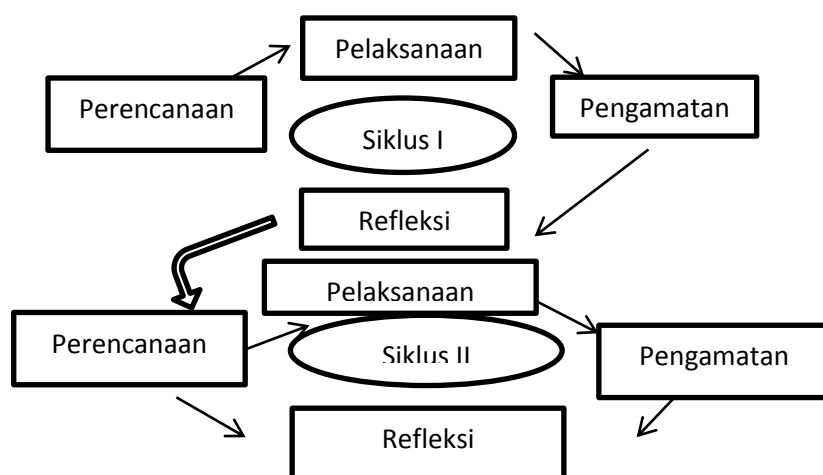 Pelaksanaan
Perencanaan
Pengamatan
Siklus I
Refleksi
Pelaksanaan
Perencanaan
Siklus II
Pengamatan
Refleksi